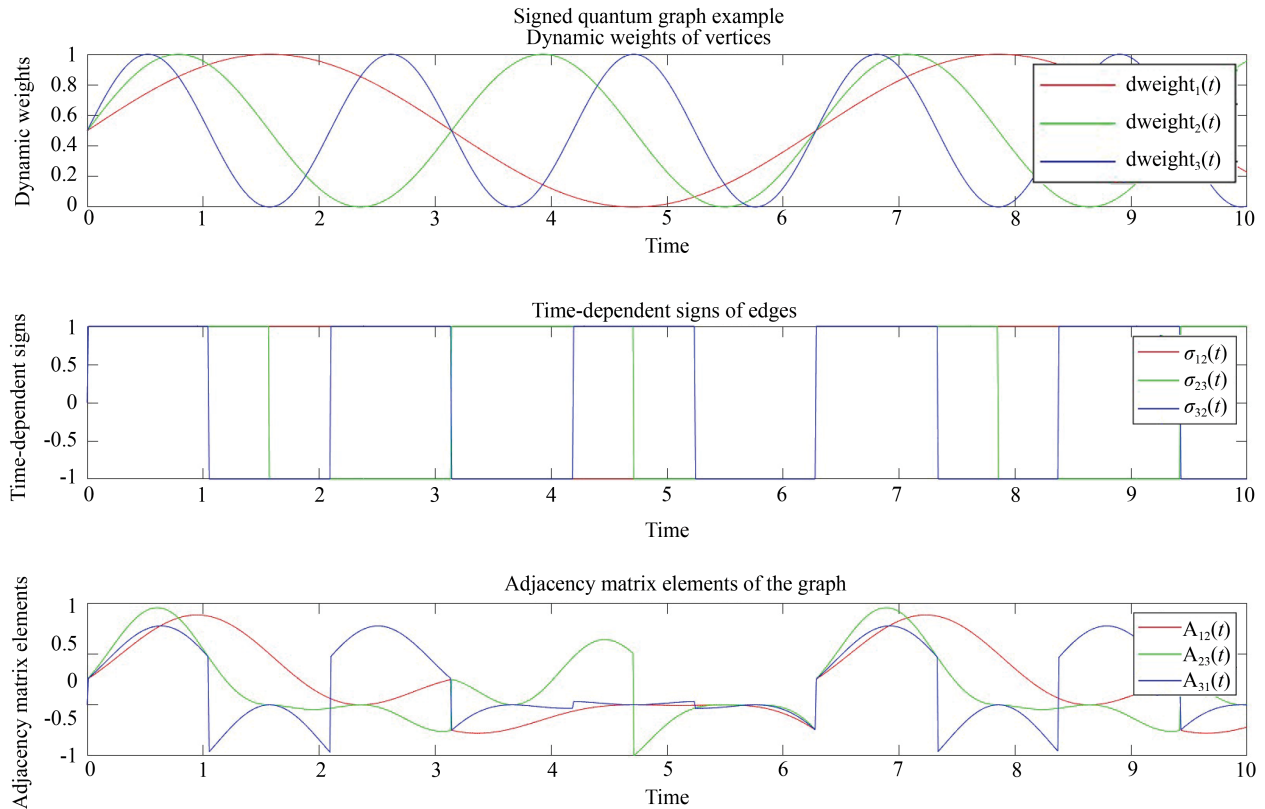 Signed quantum graph example
Dynamic weights of vertices
Dynamic weights
1
0.8
0.6
0.4
0.2
0
0 1 2 3 4 5 6 7 8 9 10
Time
dweight₁(t)
dweight₂(t)
dweight₃(t)
Time-dependent signs of edges
Time-dependent signs
1
0.5
0
-0.5
-1
0 1 2 3 4 5 6 7 8 9 10
Time
σ₁₂(t)
σ₂₃(t)
σ₃₂(t)
Adjacency matrix elements of the graph
Adjacency matrix elements
1
0.5
0
-0.5
-1
0 1 2 3 4 5 6 7 8 9 10
Time
A₁₂(t)
A₂₃(t)
A₃₁(t)